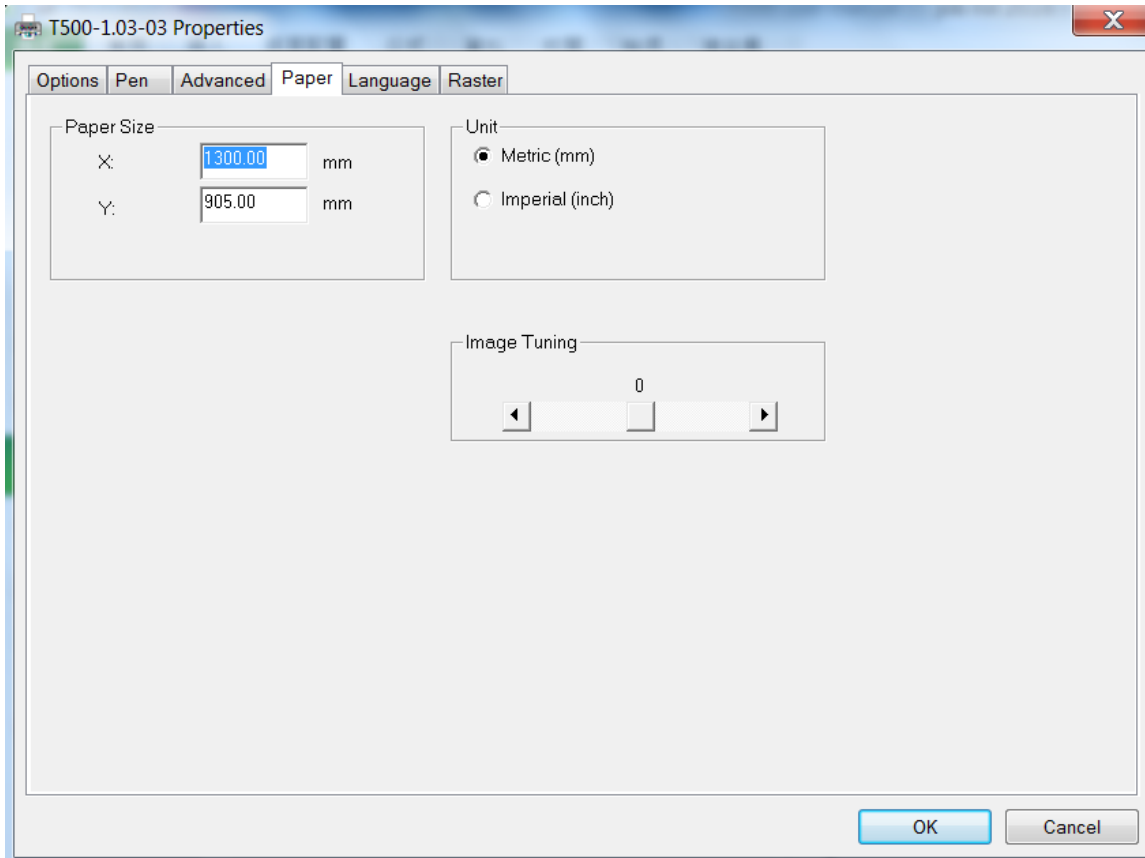 T500-1.03-03 Properties
Options Pen Advanced Paper Language Raster
Paper Size
X: 1300.00 mm
Y: 905.00 mm
Unit
Metric (mm)
Imperial (inch)
Image Tuning
0
OK Cancel